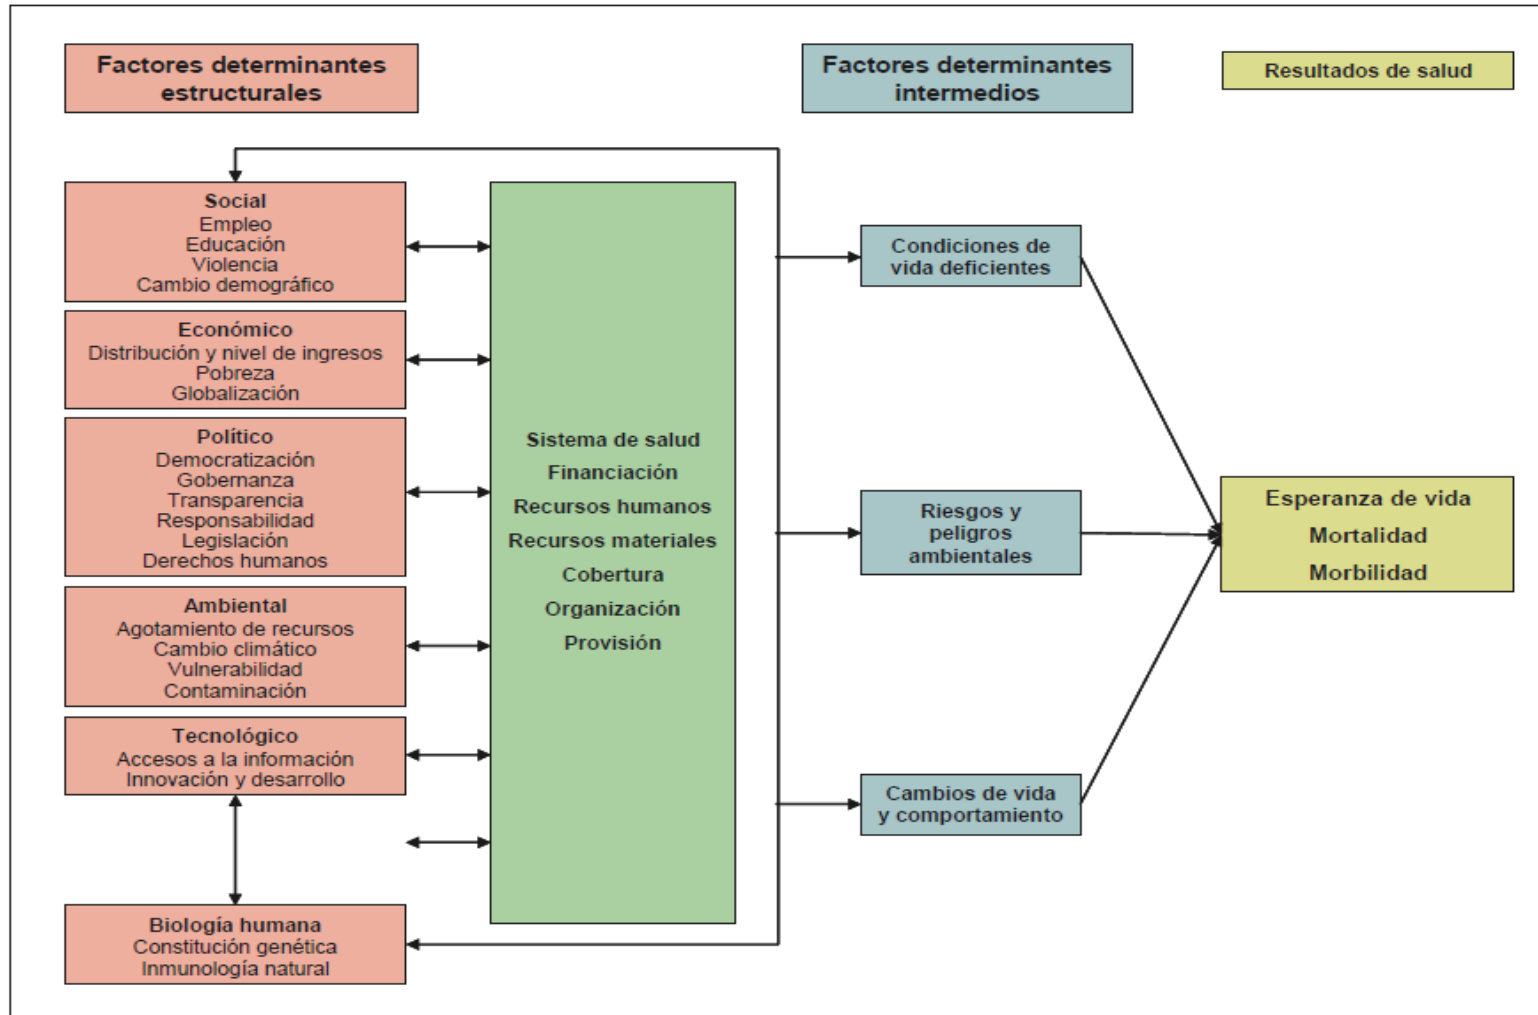 Factores determinantes
estructurales
Factores determinantes
intermedios
Resultados de salud
Social
Empleo
Educación
Violencia
Cambio demográfico
Económico
Distribución y nivel de ingresos
Pobreza
Globalización
Político
Democratización
Gobernanza
Transparencia
Responsabilidad
Legislación
Derechos humanos
Ambiental
Agotamiento de recursos
Cambio climático
Vulnerabilidad
Contaminación
Tecnológico
Accesos a la información
Innovación y desarrollo
Biología humana
Constitución genética
Inmunología natural
Sistema de salud
Financiación
Recursos humanos
Recursos materiales
Cobertura
Organización
Provisión
Condiciones de
vida deficientes
Riesgos y
peligros
ambientales
Cambios de vida
y comportamiento
Esperanza de vida
Mortalidad
Morbilidad